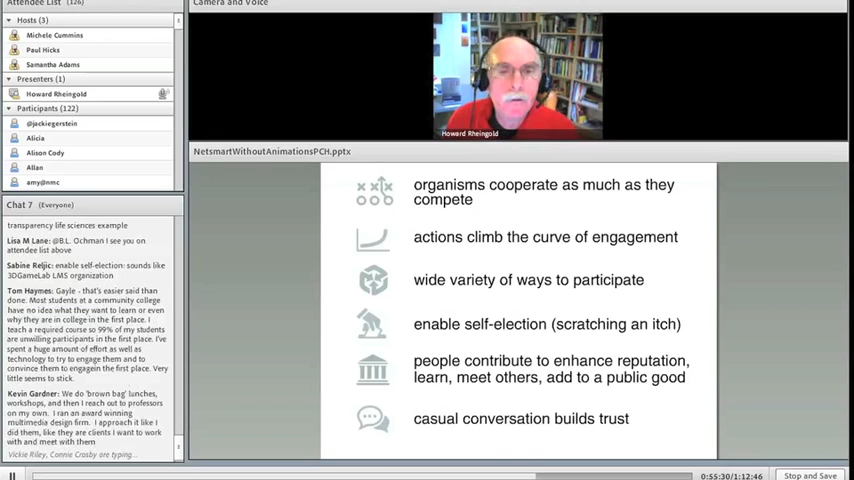 Attendee List (126)
Hosts (3)
Michele Cummins
Paul Hicks
Samantha Adams
Presenters (1)
Howard Rheingold
Participants (122)
@jackiegerstein
Alicia
Alison Cody
Allan
amy@nmc
Chat 7 (Everyone)
transparency life sciences example
Lisa M Lane: @B.L. Ochman I see you on
attendee list above
Sabine Reljic: enable self-election: sounds like
3DGameLab LMS organization
Tom Haymes: Gayle - that's easier said than
done. Most students at a community college
have no idea what they want to learn or even
why they are in college in the first place. I
teach a required course so 99% of my students
are unwilling participants in the first place. I've
spent a huge amount of effort as well as
technology to try to engage them and to
convince them to engagein the first place. Very
little seems to stick.
Kevin Gardner: We do 'brown bag' lunches,
workshops, and then I reach out to professors
on my own. I ran an award winning
multimedia design firm. I approach it like I
did them, like they are clients I want to work
with and meet with them
Vickie Riley, Connie Crosby are typing...
Camera and Voice
Howard Rheingold
NetsmartWithoutAnimationsPCH.pptx
organisms cooperate as much as they
compete
actions climb the curve of engagement
wide variety of ways to participate
enable self-election (scratching an itch)
people contribute to enhance reputation,
learn, meet others, add to a public good
casual conversation builds trust
0:55:30/1:12:46
Stop and Save